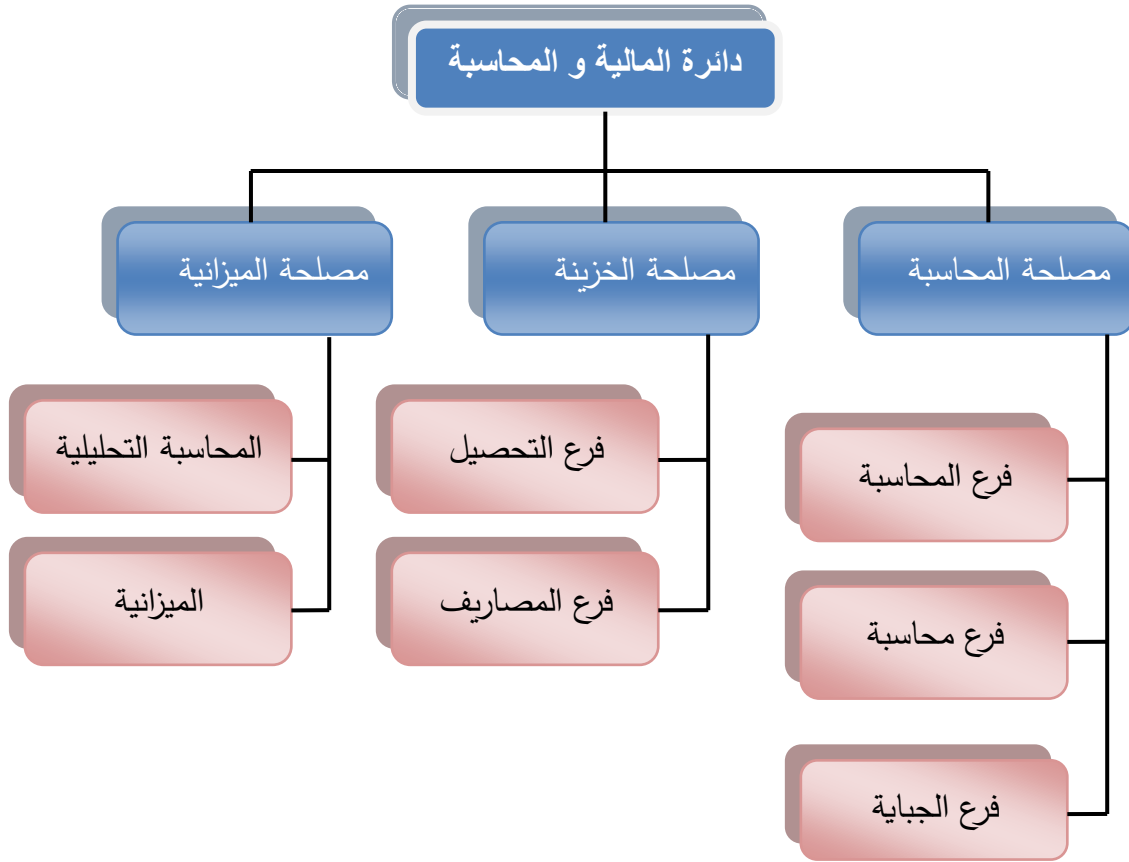 دائرة المالية و المحاسبة
مصلحة المحاسبة
مصلحة الخزينة
مصلحة الميزانية
فرع المحاسبة
فرع محاسبة
فرع الجباية
فرع التحصيل
فرع المصاريف
المحاسبة التحليلية
الميزانية